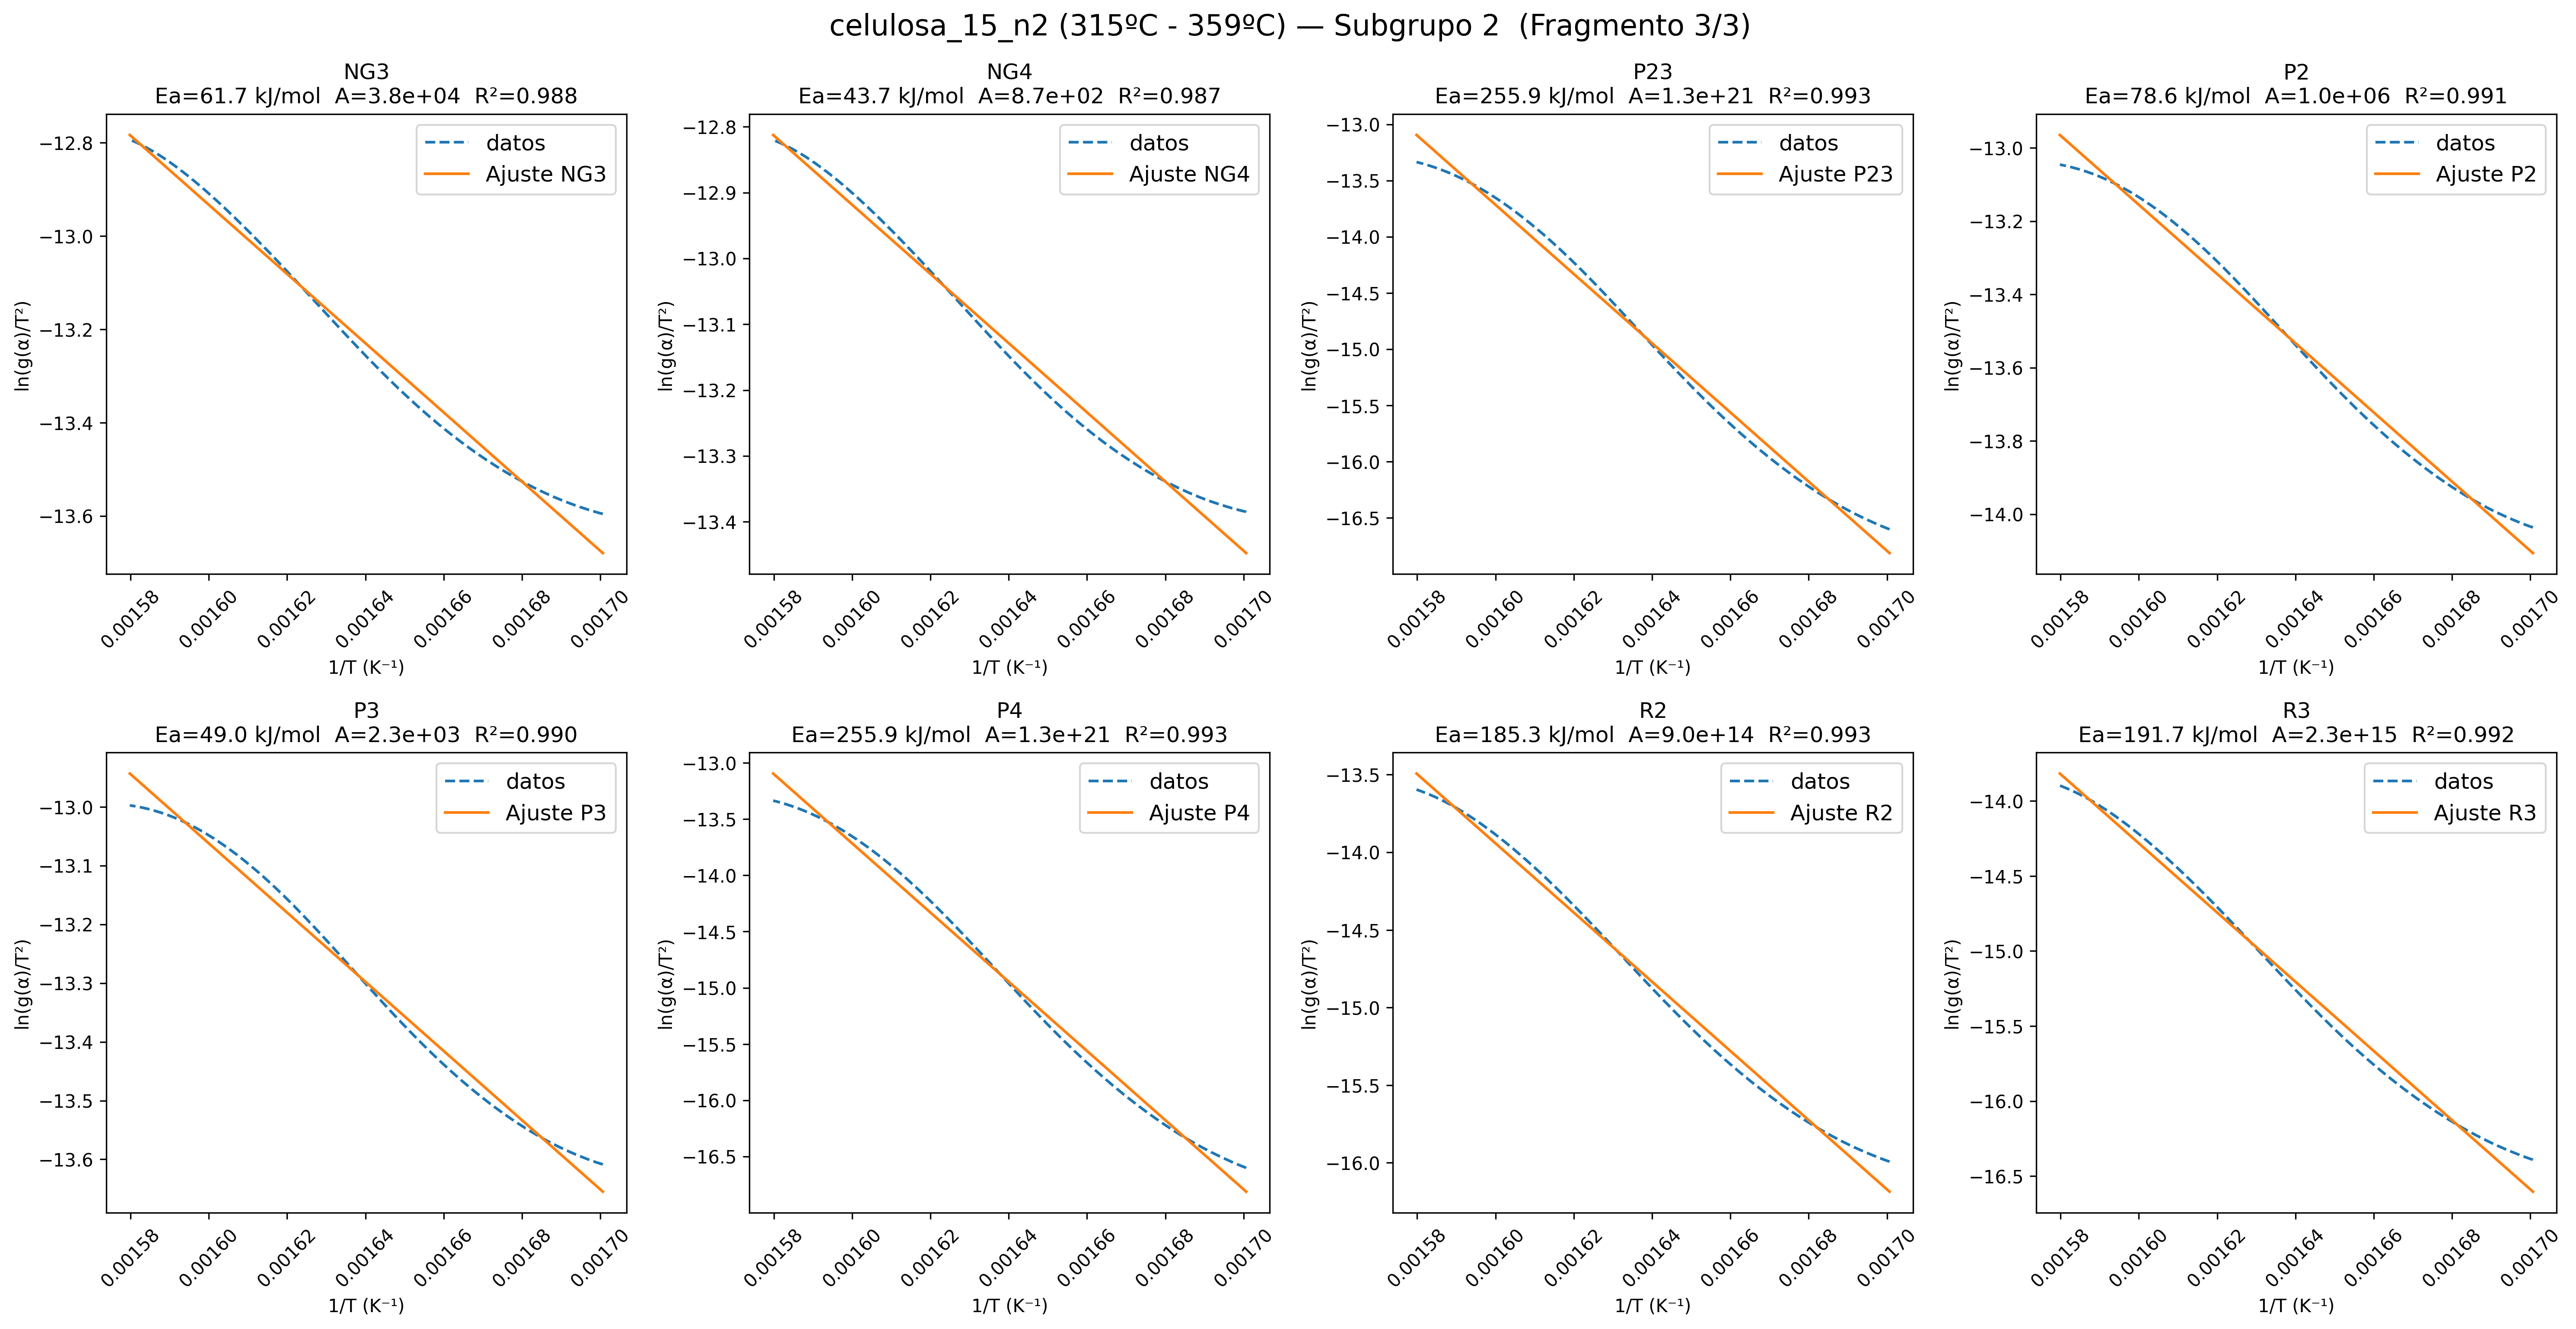 celulosa_15_n2 (315ºC - 359ºC) — Subgrupo 2  (Fragmento 3/3)
NG3
Ea=61.7 kJ/mol  A=3.8e+04  R²=0.988
datos
Ajuste NG3
ln(g(α)/T²)
−12.8
−13.0
−13.2
−13.4
−13.6
0.00158
0.00160
0.00162
0.00164
0.00166
0.00168
0.00170
1/T (K⁻¹)
NG4
Ea=43.7 kJ/mol  A=8.7e+02  R²=0.987
datos
Ajuste NG4
ln(g(α)/T²)
−12.8
−12.9
−13.0
−13.1
−13.2
−13.3
−13.4
0.00158
0.00160
0.00162
0.00164
0.00166
0.00168
0.00170
1/T (K⁻¹)
P23
Ea=255.9 kJ/mol  A=1.3e+21  R²=0.993
datos
Ajuste P23
ln(g(α)/T²)
−13.0
−13.5
−14.0
−14.5
−15.0
−15.5
−16.0
−16.5
0.00158
0.00160
0.00162
0.00164
0.00166
0.00168
0.00170
1/T (K⁻¹)
P2
Ea=78.6 kJ/mol  A=1.0e+06  R²=0.991
datos
Ajuste P2
ln(g(α)/T²)
−13.0
−13.2
−13.4
−13.6
−13.8
−14.0
0.00158
0.00160
0.00162
0.00164
0.00166
0.00168
0.00170
1/T (K⁻¹)
P3
Ea=49.0 kJ/mol  A=2.3e+03  R²=0.990
datos
Ajuste P3
ln(g(α)/T²)
−13.0
−13.1
−13.2
−13.3
−13.4
−13.5
−13.6
0.00158
0.00160
0.00162
0.00164
0.00166
0.00168
0.00170
1/T (K⁻¹)
P4
Ea=255.9 kJ/mol  A=1.3e+21  R²=0.993
datos
Ajuste P4
ln(g(α)/T²)
−13.0
−13.5
−14.0
−14.5
−15.0
−15.5
−16.0
−16.5
0.00158
0.00160
0.00162
0.00164
0.00166
0.00168
0.00170
1/T (K⁻¹)
R2
Ea=185.3 kJ/mol  A=9.0e+14  R²=0.993
datos
Ajuste R2
ln(g(α)/T²)
−13.5
−14.0
−14.5
−15.0
−15.5
−16.0
0.00158
0.00160
0.00162
0.00164
0.00166
0.00168
0.00170
1/T (K⁻¹)
R3
Ea=191.7 kJ/mol  A=2.3e+15  R²=0.992
datos
Ajuste R3
ln(g(α)/T²)
−14.0
−14.5
−15.0
−15.5
−16.0
−16.5
0.00158
0.00160
0.00162
0.00164
0.00166
0.00168
0.00170
1/T (K⁻¹)